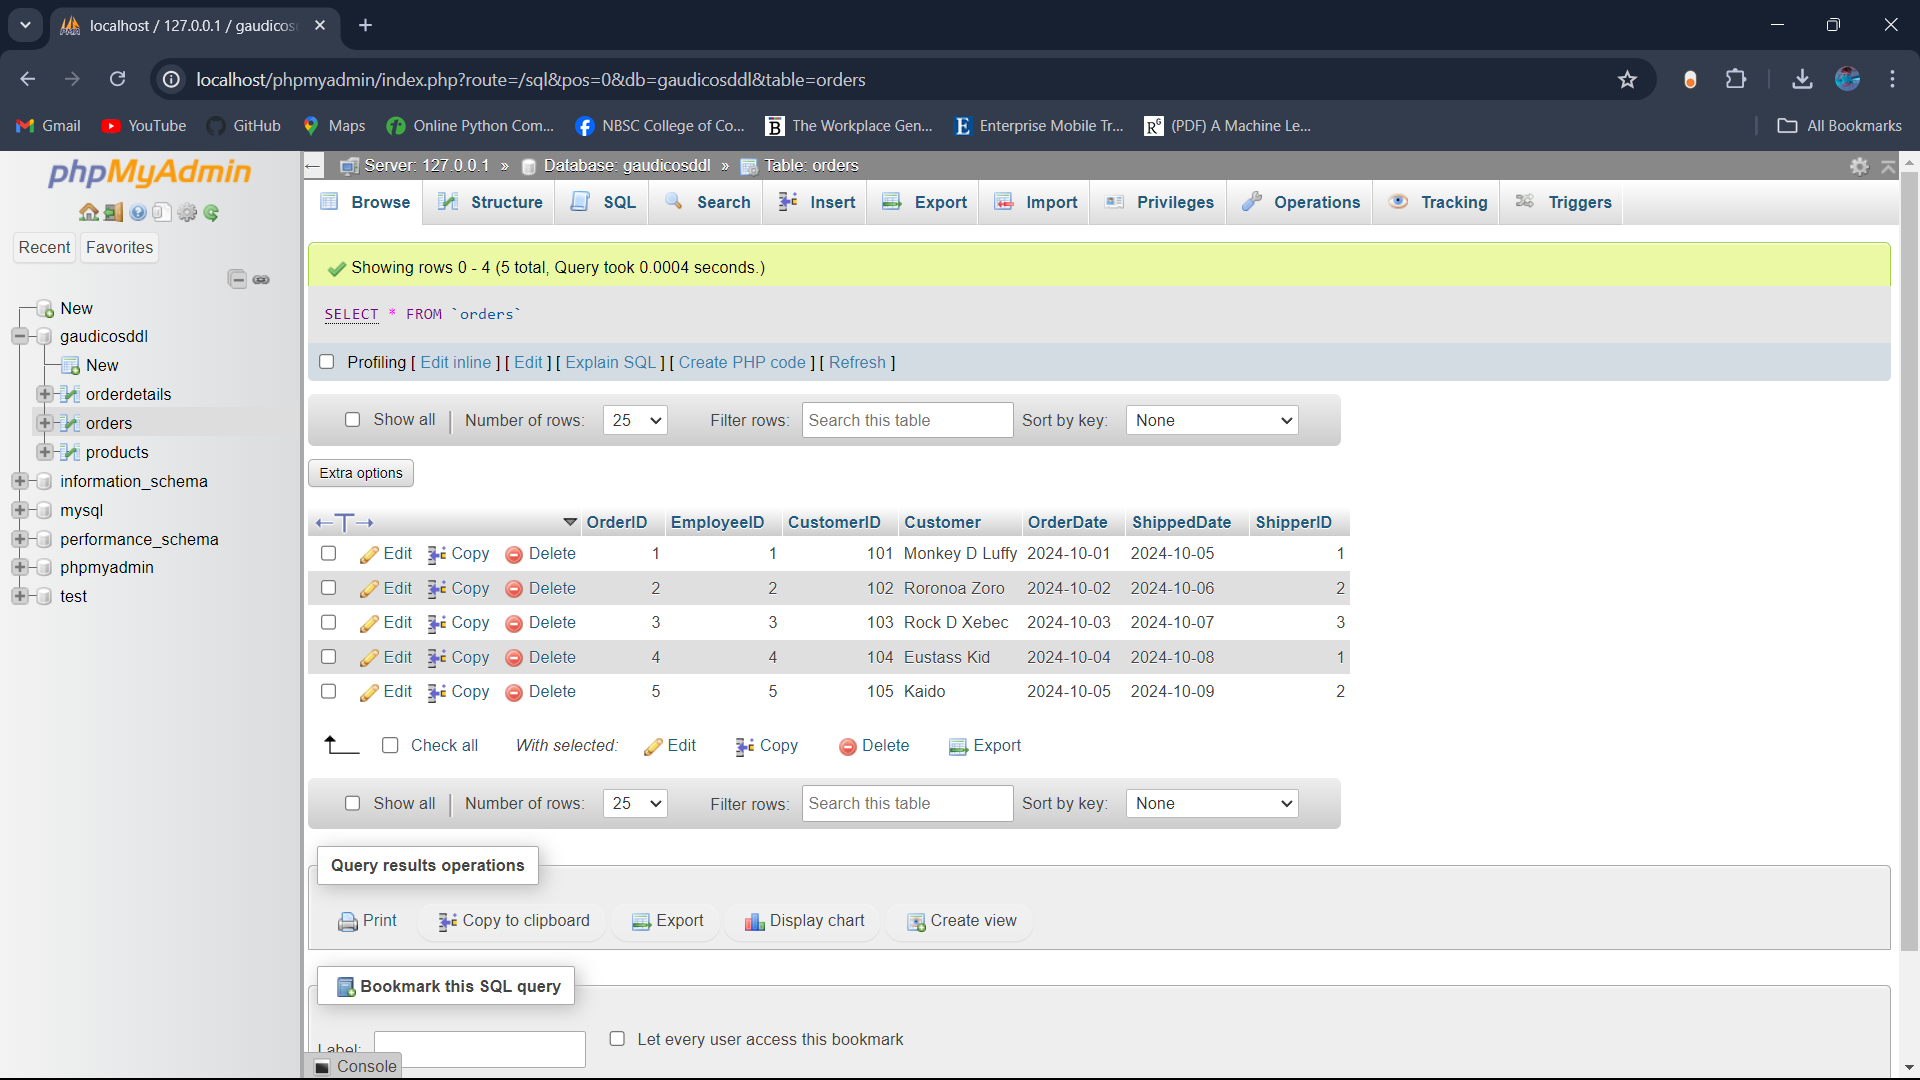 localhost / 127.0.0.1 / gaudicos
localhost/phpmyadmin/index.php?route=/sql&pos=0&db=gaudicosddl&table=orders
Gmail YouTube GitHub Maps Online Python Com... NBSC College of Co... The Workplace Gen... Enterprise Mobile Tr... (PDF) A Machine Le... All Bookmarks
phpMyAdmin
Recent Favorites
New
gaudicosddl
New
orderdetails
orders
products
information_schema
mysql
performance_schema
phpmyadmin
test
Server: 127.0.0.1 » Database: gaudicosddl » Table: orders
Browse Structure SQL Search Insert Export Import Privileges Operations Tracking Triggers
Showing rows 0 - 4 (5 total, Query took 0.0004 seconds.)
SELECT * FROM `orders`
Profiling [ Edit inline ] [ Edit ] [ Explain SQL ] [ Create PHP code ] [ Refresh ]
Show all Number of rows: 25 Filter rows: Search this table Sort by key: None
Extra options
OrderID EmployeeID CustomerID Customer OrderDate ShippedDate ShipperID
Edit Copy Delete 1 1 101 Monkey D Luffy 2024-10-01 2024-10-05 1
Edit Copy Delete 2 2 102 Roronoa Zoro 2024-10-02 2024-10-06 2
Edit Copy Delete 3 3 103 Rock D Xebec 2024-10-03 2024-10-07 3
Edit Copy Delete 4 4 104 Eustass Kid 2024-10-04 2024-10-08 1
Edit Copy Delete 5 5 105 Kaido 2024-10-05 2024-10-09 2
Check all With selected: Edit Copy Delete Export
Show all Number of rows: 25 Filter rows: Search this table Sort by key: None
Query results operations
Print Copy to clipboard Export Display chart Create view
Bookmark this SQL query
Label: Let every user access this bookmark
Console